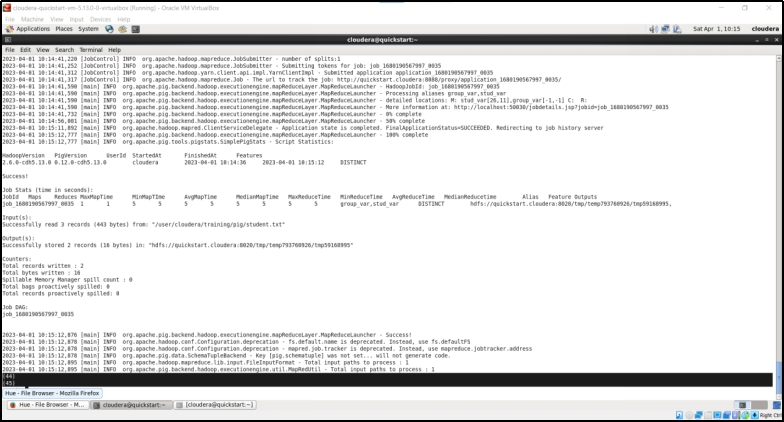 cloudera-quickstart-vm-5.13.0-0-virtualbox [Running] - Oracle VM VirtualBox
File Machine View Input Devices Help
Applications Places System Sat Apr 1, 10:15 cloudera
cloudera@quickstart:~
File Edit View Search Terminal Help
2023-04-01 10:14:41,220 [JobControl] INFO org.apache.hadoop.mapreduce.JobSubmitter - number of splits:1
2023-04-01 10:14:41,252 [JobControl] INFO org.apache.hadoop.mapreduce.JobSubmitter - Submitting tokens for job: job_1680190567997_0035
2023-04-01 10:14:41,312 [JobControl] INFO org.apache.hadoop.yarn.client.api.impl.YarnClientImpl - Submitted application application_1680190567997_0035
2023-04-01 10:14:41,312 [JobControl] INFO org.apache.hadoop.mapreduce.Job - The url to track the job: http://quickstart.cloudera:8088/proxy/application_1680190567997_0035/
2023-04-01 10:14:41,590 [main] INFO org.apache.pig.backend.hadoop.executionengine.mapReduceLayer.MapReduceLauncher - HadoopJobId: job_1680190567997_0035
2023-04-01 10:14:41,590 [main] INFO org.apache.pig.backend.hadoop.executionengine.mapReduceLayer.MapReduceLauncher - Processing aliases group_var,stud_var
2023-04-01 10:14:41,590 [main] INFO org.apache.pig.backend.hadoop.executionengine.mapReduceLayer.MapReduceLauncher - detailed locations: M: stud_var[26,11],group_var[-1,-1] C: R:
2023-04-01 10:14:41,590 [main] INFO org.apache.pig.backend.hadoop.executionengine.mapReduceLayer.MapReduceLauncher - More information at: http://localhost:50030/jobdetails.jsp?jobid=job_1680190567997_0035
2023-04-01 10:14:41,732 [main] INFO org.apache.pig.backend.hadoop.executionengine.mapReduceLayer.MapReduceLauncher - 0% complete
2023-04-01 10:14:56,801 [main] INFO org.apache.pig.backend.hadoop.executionengine.mapReduceLayer.MapReduceLauncher - 50% complete
2023-04-01 10:15:11,892 [main] INFO org.apache.hadoop.mapred.ClientServiceDelegate - Application state is completed. FinalApplicationStatus=SUCCEEDED. Redirecting to job history server
2023-04-01 10:15:12,777 [main] INFO org.apache.pig.backend.hadoop.executionengine.mapReduceLayer.MapReduceLauncher - 100% complete
2023-04-01 10:15:12,777 [main] INFO org.apache.pig.tools.pigstats.SimplePigStats - Script Statistics:
HadoopVersion PigVersion UserId StartedAt FinishedAt Features
2.6.0-cdh5.13.0 0.12.0-cdh5.13.0 cloudera 2023-04-01 10:14:36 2023-04-01 10:15:12 DISTINCT
Success!
Job Stats (time in seconds):
JobId Maps Reduces MaxMapTime MinMapTIme AvgMapTime MedianMapTime MaxReduceTime MinReduceTime AvgReduceTime MedianReducetime Alias Feature Outputs
job_1680190567997_0035 1 1 5 5 5 5 5 5 5 5 group_var,stud_var DISTINCT hdfs://quickstart.cloudera:8020/tmp/temp793760926/tmp59168995,
Input(s):
Successfully read 3 records (443 bytes) from: "/user/cloudera/training/pig/student.txt"
Output(s):
Successfully stored 2 records (16 bytes) in: "hdfs://quickstart.cloudera:8020/tmp/temp793760926/tmp59168995"
Counters:
Total records written : 2
Total bytes written : 16
Spillable Memory Manager spill count : 0
Total bags proactively spilled: 0
Total records proactively spilled: 0
Job DAG:
job_1680190567997_0035
2023-04-01 10:15:12,876 [main] INFO org.apache.pig.backend.hadoop.executionengine.mapReduceLayer.MapReduceLauncher - Success!
2023-04-01 10:15:12,878 [main] INFO org.apache.hadoop.conf.Configuration.deprecation - fs.default.name is deprecated. Instead, use fs.defaultFS
2023-04-01 10:15:12,878 [main] INFO org.apache.hadoop.conf.Configuration.deprecation - mapred.job.tracker is deprecated. Instead, use mapreduce.jobtracker.address
2023-04-01 10:15:12,878 [main] INFO org.apache.pig.data.SchemaTupleBackend - Key [pig.schematuple] was not set... will not generate code.
2023-04-01 10:15:12,895 [main] INFO org.apache.hadoop.mapreduce.lib.input.FileInputFormat - Total input paths to process : 1
2023-04-01 10:15:12,895 [main] INFO org.apache.pig.backend.hadoop.executionengine.util.MapRedUtil - Total input paths to process : 1
(44)
(45)
Hue - File Browser - Mozilla Firefox
Hue - File Browser - M... cloudera@quickstart:~ [cloudera@quickstart:~]
Right Ctrl